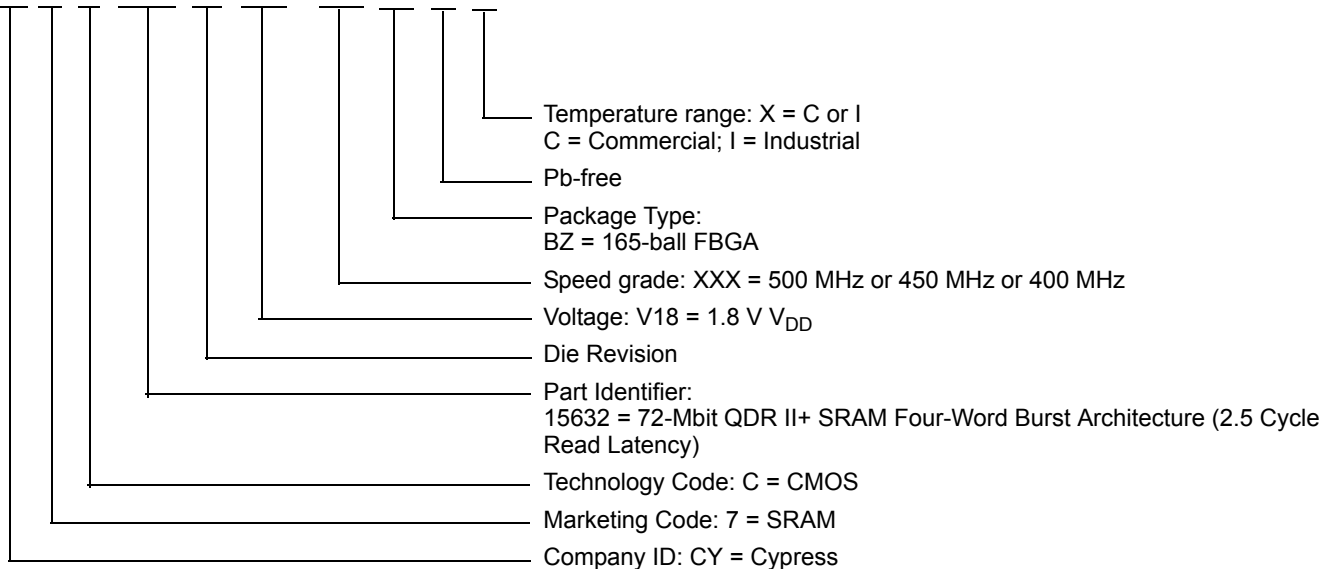 Temperature range: X = C or I
C = Commercial; I = Industrial
Pb-free
Package Type:
BZ = 165-ball FBGA
Speed grade: XXX = 500 MHz or 450 MHz or 400 MHz
Voltage: V18 = 1.8 V VDD
Die Revision
Part Identifier:
15632 = 72-Mbit QDR II+ SRAM Four-Word Burst Architecture (2.5 Cycle
Read Latency)
Technology Code: C = CMOS
Marketing Code: 7 = SRAM
Company ID: CY = Cypress